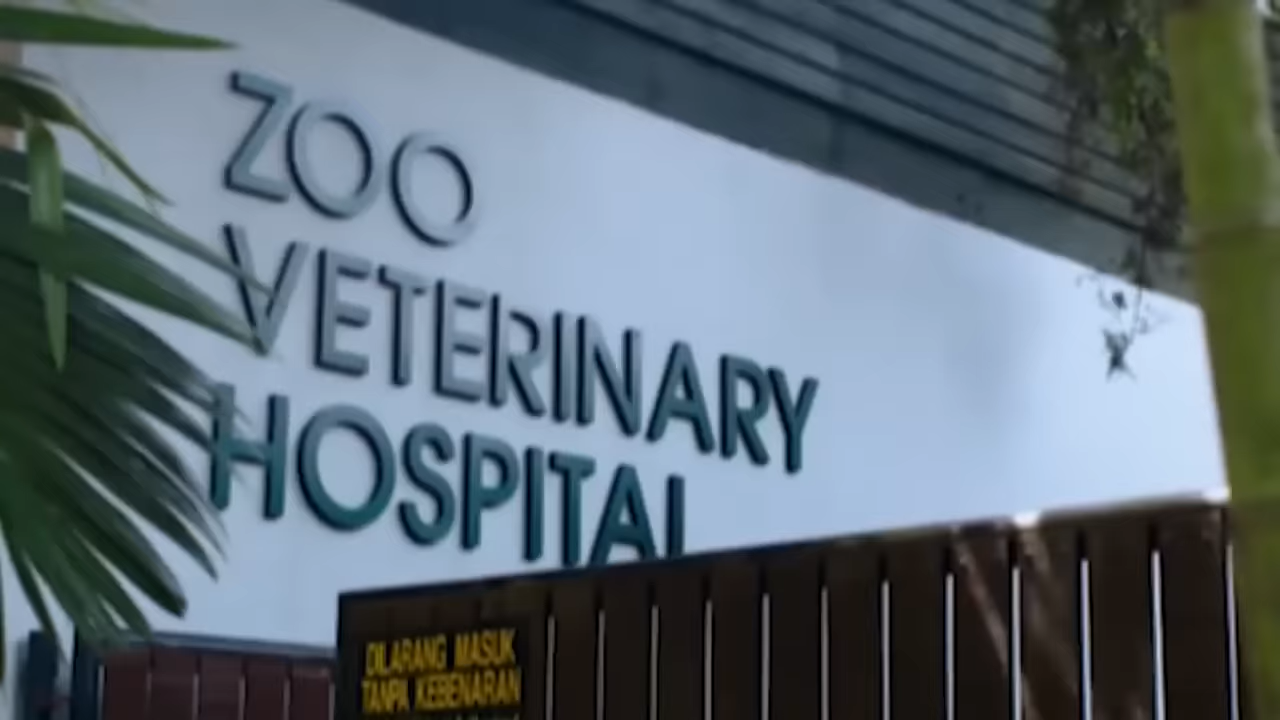 ZOO
VETERINARY
HOSPITAL
DILARANG MASUK
TANPA KEBENARAN